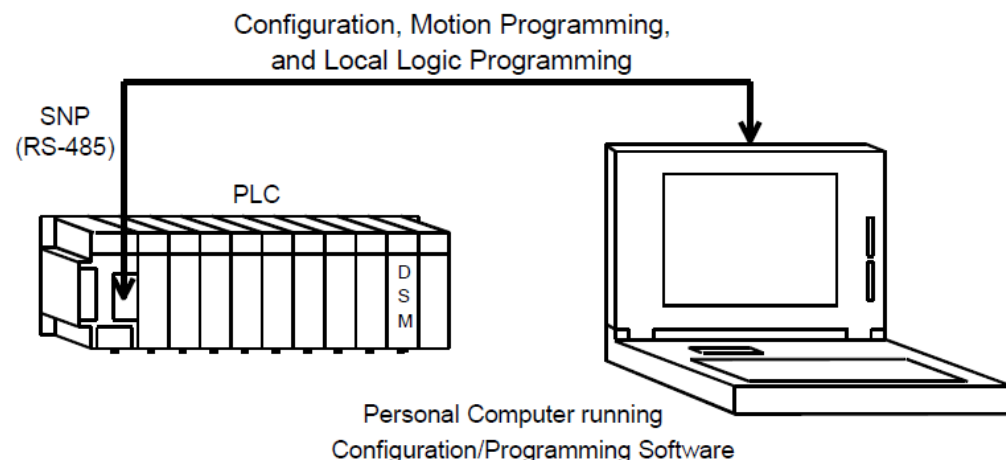 Configuration, Motion Programming,
and Local Logic Programming
SNP
(RS-485)
PLC
D
S
M
Personal Computer running
Configuration/Programming Software